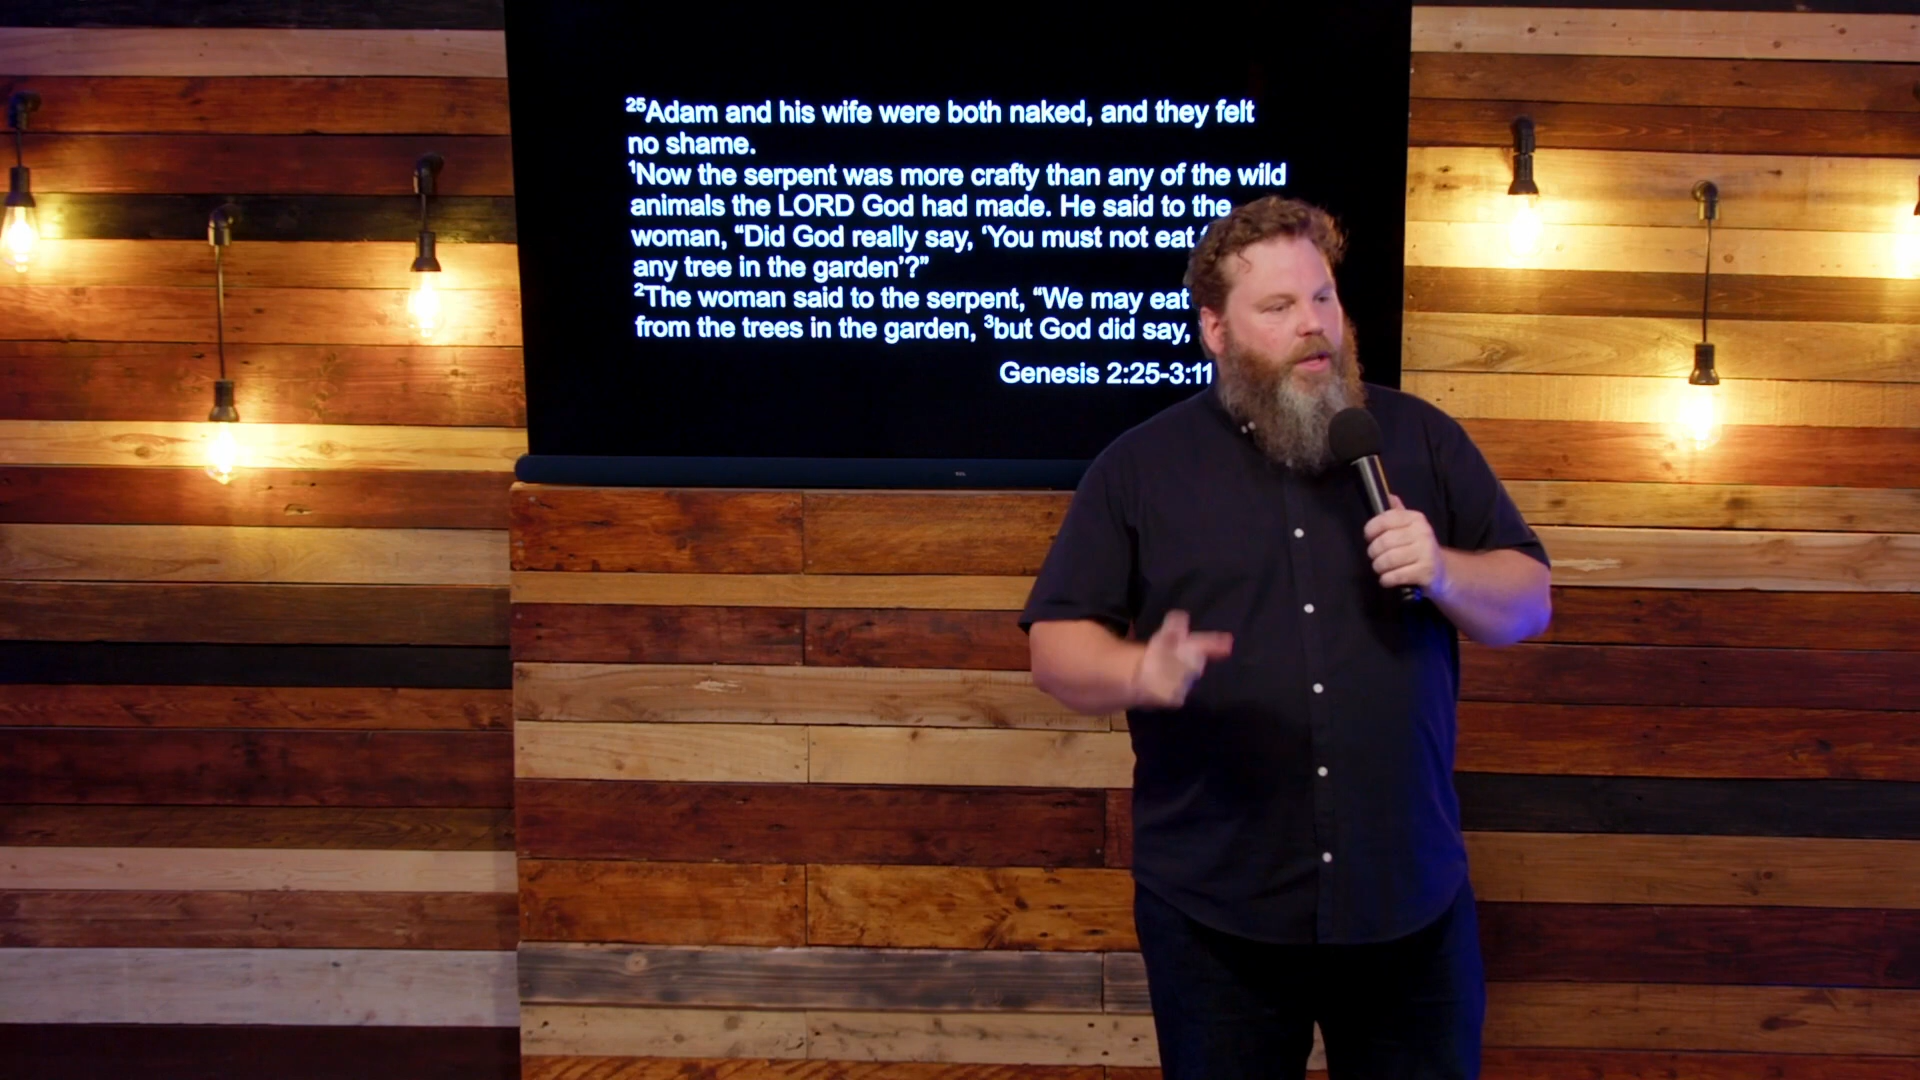 ²⁵Adam and his wife were both naked, and they felt
no shame.
¹Now the serpent was more crafty than any of the wild
animals the LORD God had made. He said to the
woman, “Did God really say, ‘You must not eat
any tree in the garden’?”
²The woman said to the serpent, “We may eat
from the trees in the garden, ³but God did say,
Genesis 2:25-3:11